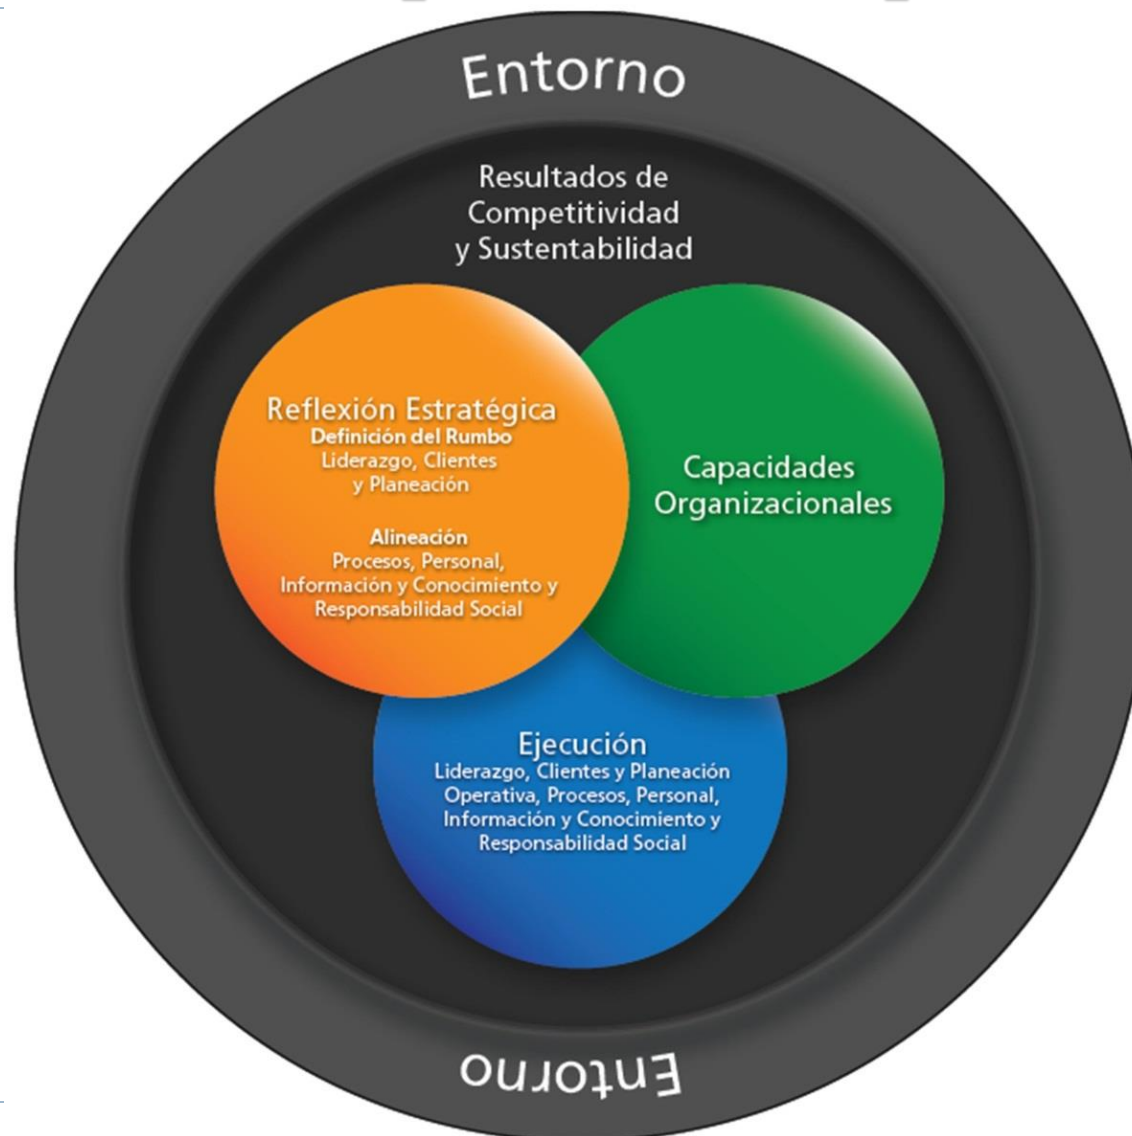 Entorno
Resultados de
Competitividad
y Sustentabilidad
Reflexión Estratégica
Definición del Rumbo
Liderazgo, Clientes
y Planeación
Alineación
Procesos, Personal,
Información y Conocimiento y
Responsabilidad Social
Capacidades
Organizacionales
Ejecución
Liderazgo, Clientes y Planeación
Operativa, Procesos, Personal,
Información y Conocimiento y
Responsabilidad Social
Entorno